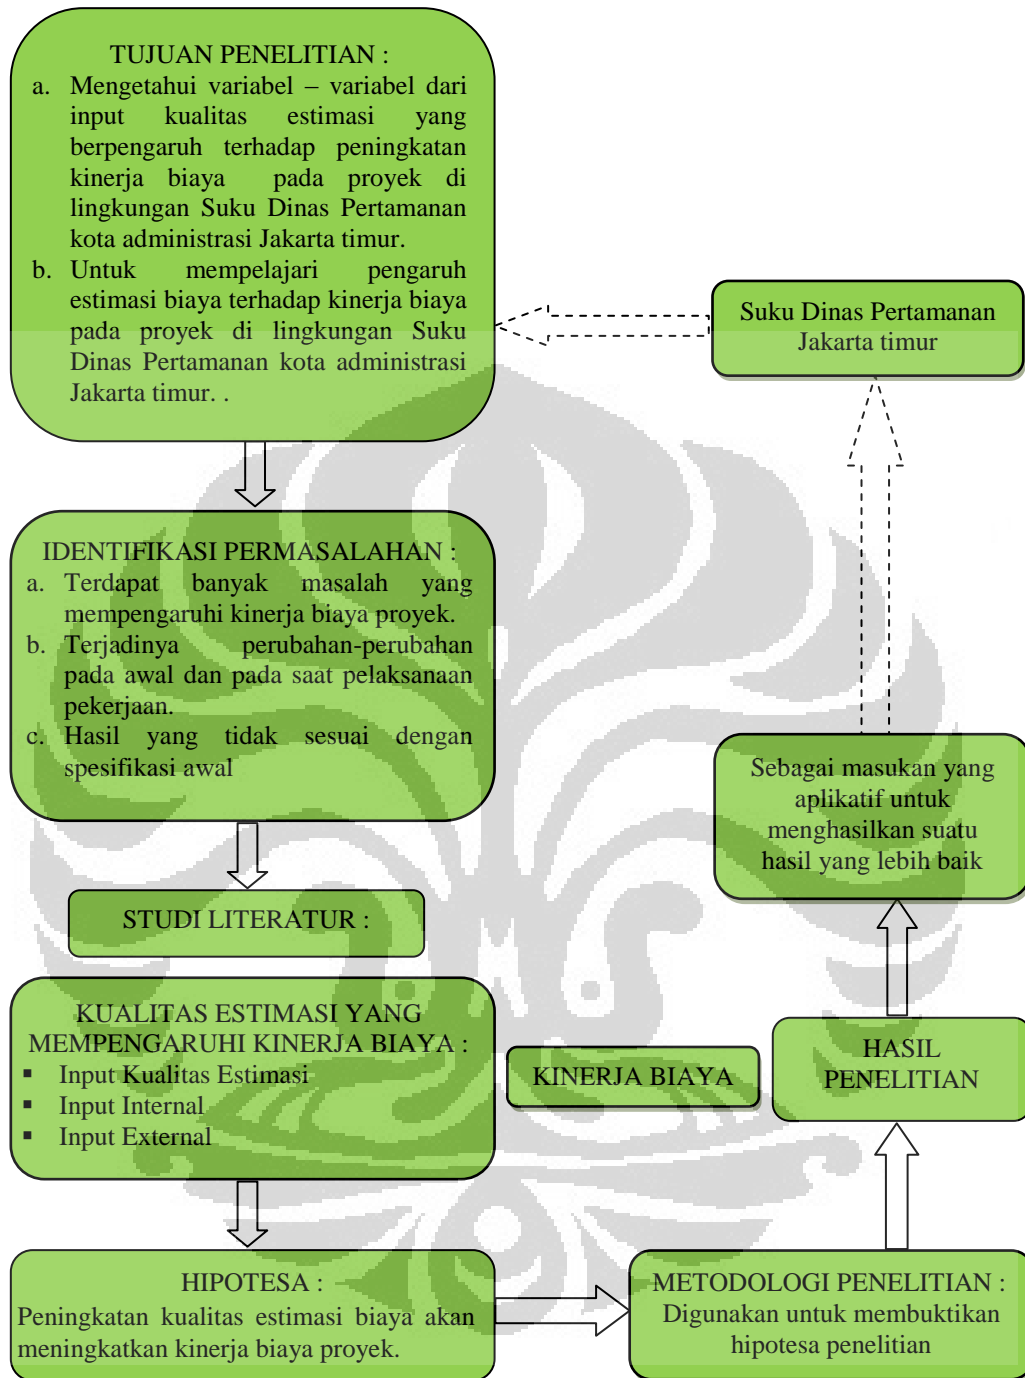 TUJUAN PENELITIAN :
a. Mengetahui variabel – variabel dari
input kualitas estimasi yang
berpengaruh terhadap peningkatan
kinerja biaya pada proyek di
lingkungan Suku Dinas Pertamanan
kota administrasi Jakarta timur.
b. Untuk mempelajari pengaruh
estimasi biaya terhadap kinerja biaya
pada proyek di lingkungan Suku
Dinas Pertamanan kota administrasi
Jakarta timur. .
Suku Dinas Pertamanan
Jakarta timur
IDENTIFIKASI PERMASALAHAN :
a. Terdapat banyak masalah yang
mempengaruhi kinerja biaya proyek.
b. Terjadinya perubahan-perubahan
pada awal dan pada saat pelaksanaan
pekerjaan.
c. Hasil yang tidak sesuai dengan
spesifikasi awal
Sebagai masukan yang
aplikatif untuk
menghasilkan suatu
hasil yang lebih baik
STUDI LITERATUR :
KUALITAS ESTIMASI YANG
MEMPENGARUHI KINERJA BIAYA :
▪ Input Kualitas Estimasi
▪ Input Internal
▪ Input External
KINERJA BIAYA
HASIL
PENELITIAN
HIPOTESA :
Peningkatan kualitas estimasi biaya akan
meningkatkan kinerja biaya proyek.
METODOLOGI PENELITIAN :
Digunakan untuk membuktikan
hipotesa penelitian